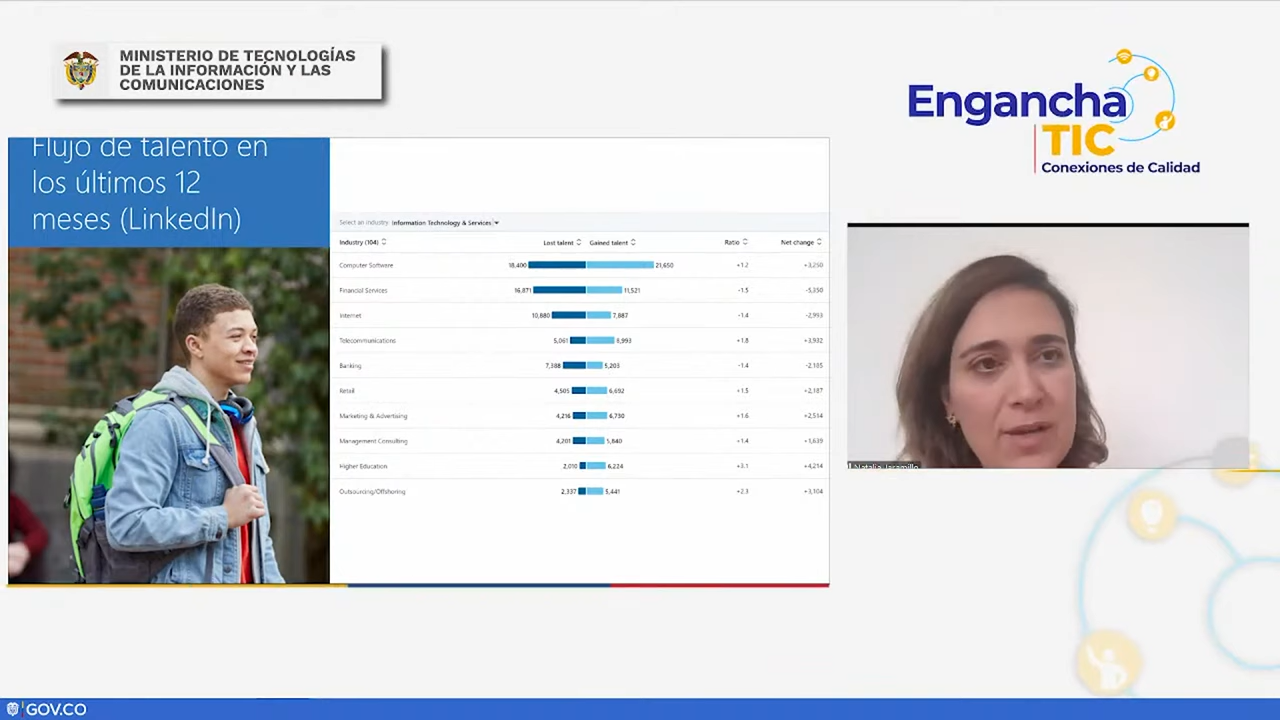 MINISTERIO DE TECNOLOGÍAS
DE LA INFORMACIÓN Y LAS
COMUNICACIONES
Engancha
TIC
Conexiones de Calidad
Flujo de talento en
los últimos 12
meses (LinkedIn)
Select an industry Information Technology & Services
Industry (104) Lost talent Gained talent Ratio Net change
Computer Software 18,400 21,650 +1.2 +3,250
Financial Services 16,871 11,521 -1.5 -5,350
Internet 10,880 7,887 -1.4 -2,993
Telecommunications 5,061 8,993 +1.8 +3,932
Banking 7,388 5,203 -1.4 -2,185
Retail 4,505 6,692 +1.5 +2,187
Marketing & Advertising 4,216 6,730 +1.6 +2,514
Management Consulting 4,201 5,840 +1.4 +1,639
Higher Education 2,010 6,224 +3.1 +4,214
Outsourcing/Offshoring 2,337 5,441 +2.3 +3,104
Natalia Jaramillo
GOV.CO